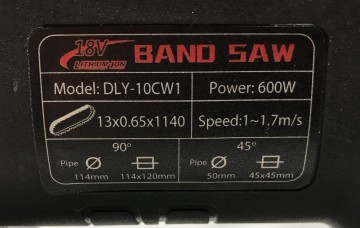 18V
LITHIUM-ION
BAND SAW
Model: DLY-10CW1 Power: 600W
13x0.65x1140 Speed:1~1.7m/s
90° 45°
Pipe Ø Pipe Ø
114mm 114x120mm 50mm 45x45mm